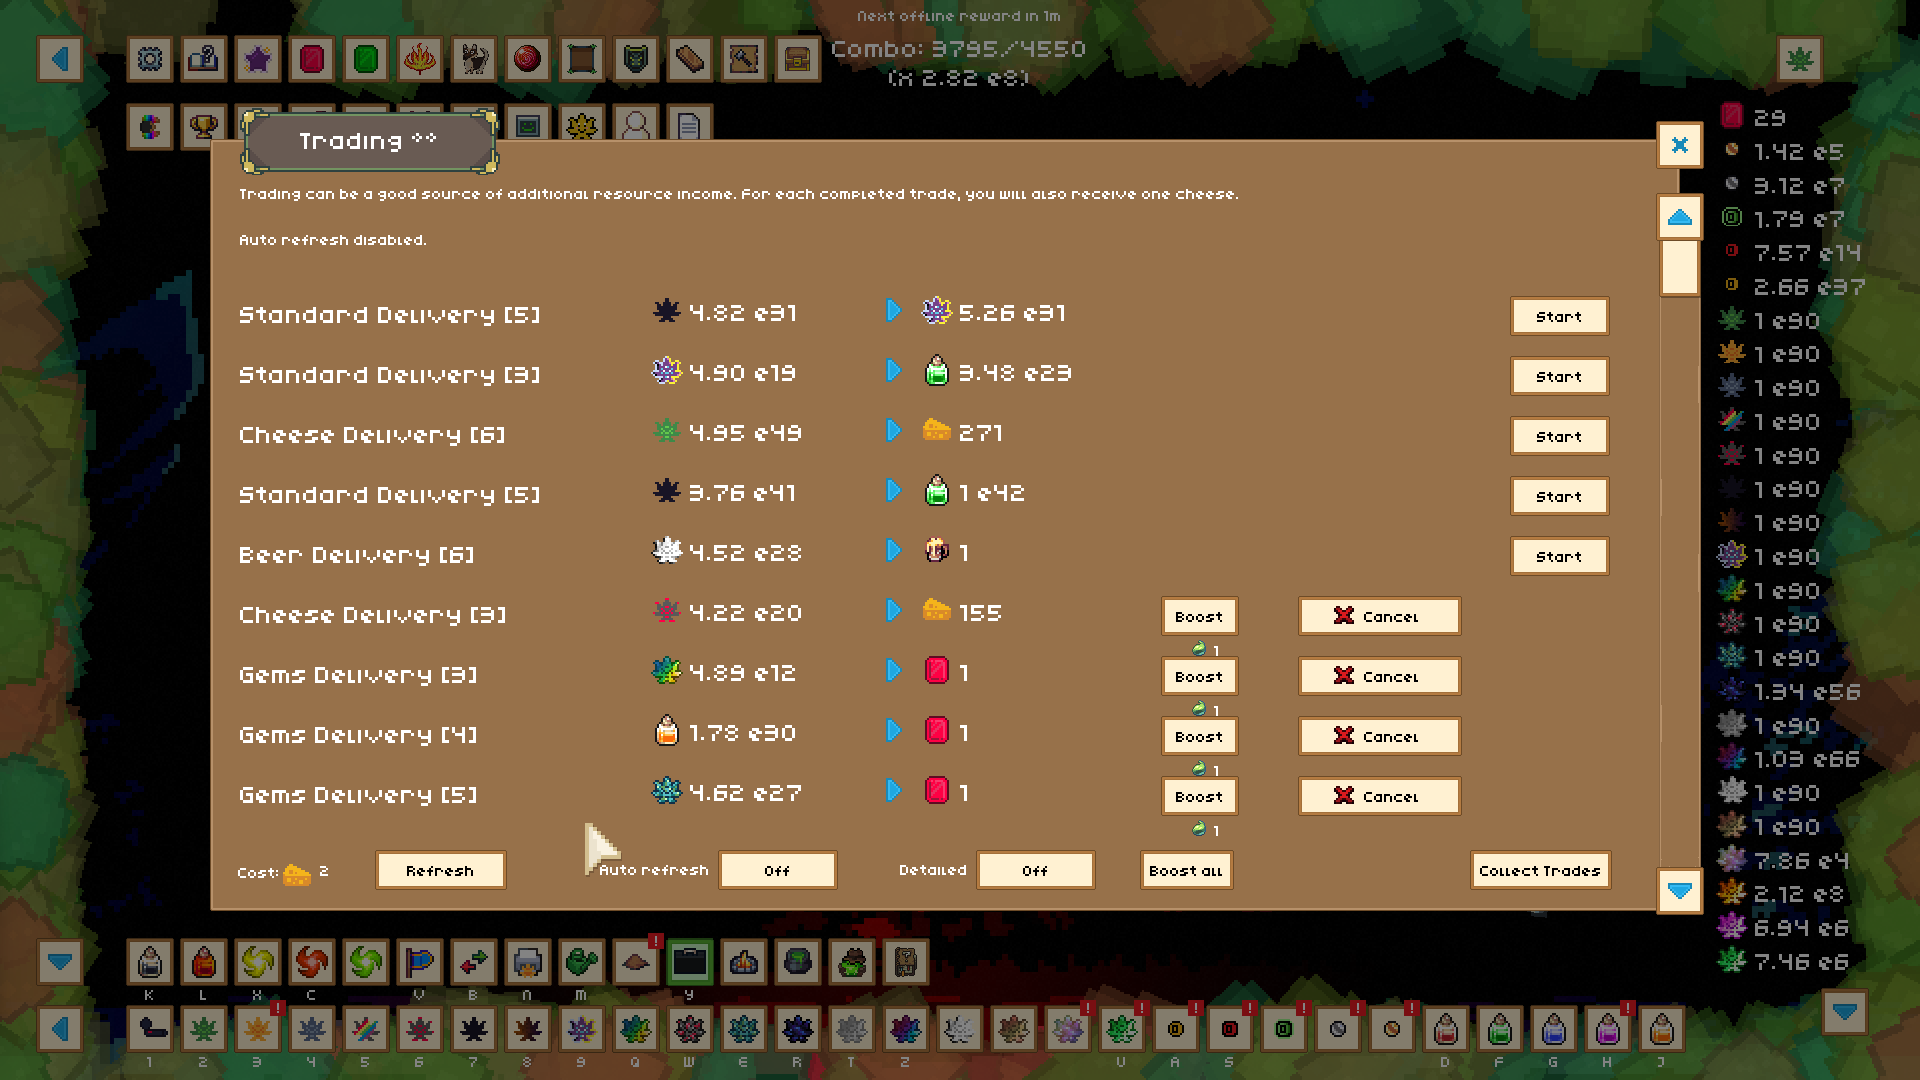 Next offline reward in 1m
Combo: 3795/4550
(x 2.82 e8)
Trading °°
Trading can be a good source of additional resource income. For each completed trade, you will also receive one cheese.
Auto refresh disabled.
Standard Delivery [5] 4.82 e31 5.26 e31 Start
Standard Delivery [3] 4.90 e19 3.48 e23 Start
Cheese Delivery [6] 4.95 e49 271 Start
Standard Delivery [5] 3.76 e41 1 e42 Start
Beer Delivery [6] 4.52 e28 1 Start
Cheese Delivery [3] 4.22 e20 155 Boost Cancel
1
Gems Delivery [3] 4.89 e12 1 Boost Cancel
1
Gems Delivery [4] 1.78 e30 1 Boost Cancel
1
Gems Delivery [5] 4.62 e27 1 Boost Cancel
1
Cost: 2 Refresh Auto refresh Off Detailed Off Boost all Collect Trades
29
1.42 e5
3.12 e7
1.79 e7
7.57 e14
2.66 e37
1 e90
1 e90
1 e90
1 e90
1 e90
1 e90
1 e90
1 e90
1 e90
1 e90
1 e90
1.34 e56
1 e90
1.03 e66
1 e90
1 e90
7.86 e4
2.12 e8
6.94 e6
7.46 e6
K L X C V B N M Y
1 2 3 4 5 6 7 8 9 Q W E R T Z U A S D F G H J